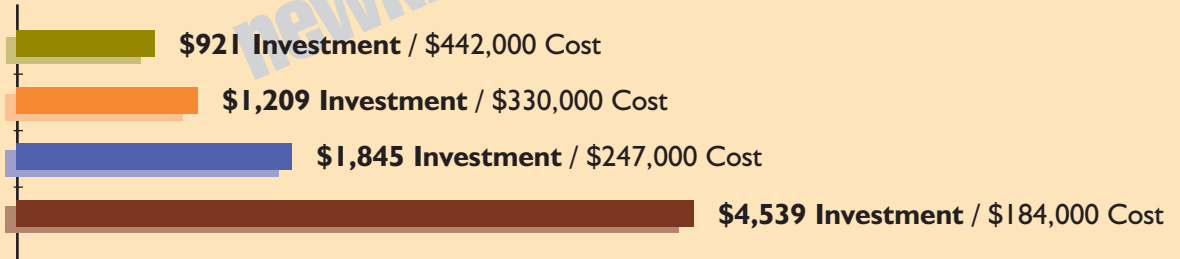 $921 Investment / $442,000 Cost
$1,209 Investment / $330,000 Cost
$1,845 Investment / $247,000 Cost
$4,539 Investment / $184,000 Cost